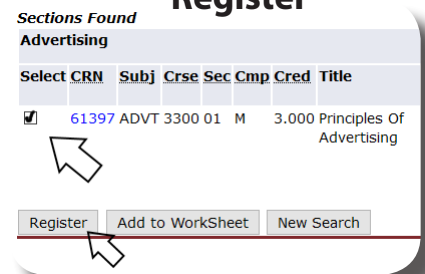 Register
Sections Found
Advertising
Select CRN Subj Crse Sec Cmp Cred Title
61397 ADVT 3300 01 M 3.000 Principles Of
Advertising
Register Add to WorkSheet New Search